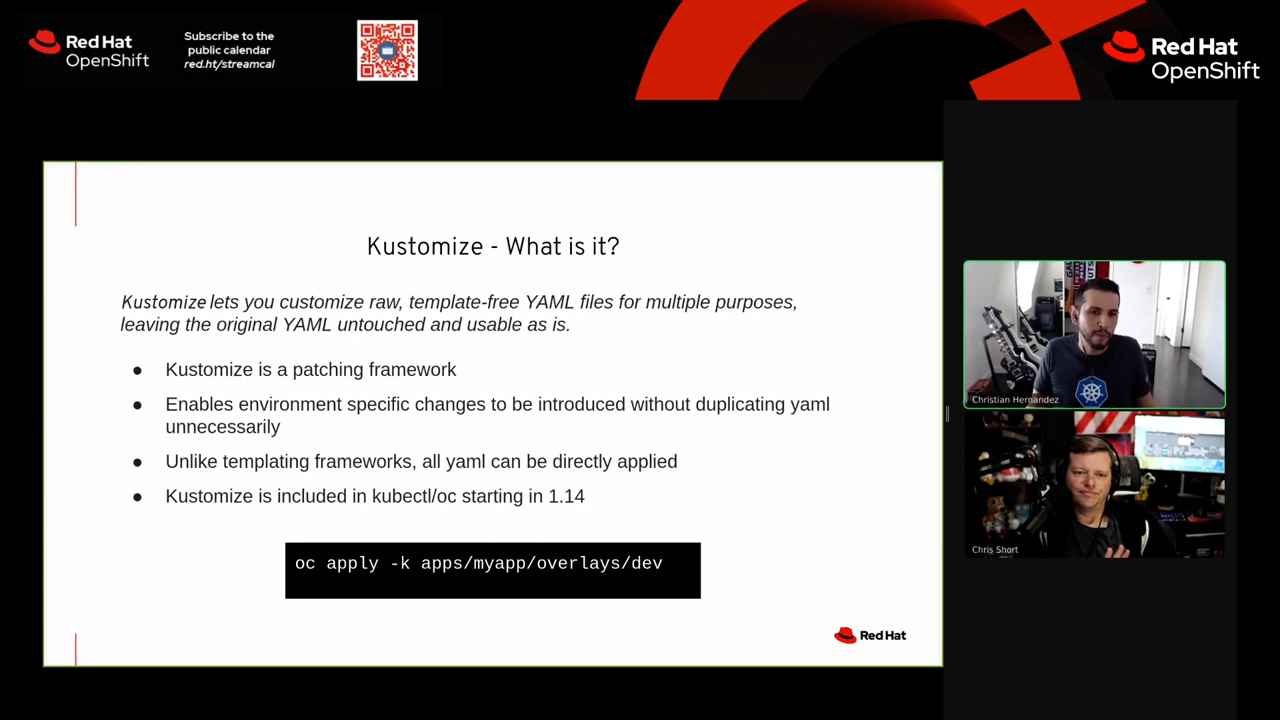 Red Hat
OpenShift
Subscribe to the
public calendar
red.ht/streamcal
Red Hat
OpenShift
Kustomize - What is it?
Kustomize lets you customize raw, template-free YAML files for multiple purposes,
leaving the original YAML untouched and usable as is.
● Kustomize is a patching framework
● Enables environment specific changes to be introduced without duplicating yaml
unnecessarily
● Unlike templating frameworks, all yaml can be directly applied
● Kustomize is included in kubectl/oc starting in 1.14
oc apply -k apps/myapp/overlays/dev
Red Hat
Christian Hernandez
Chris Short